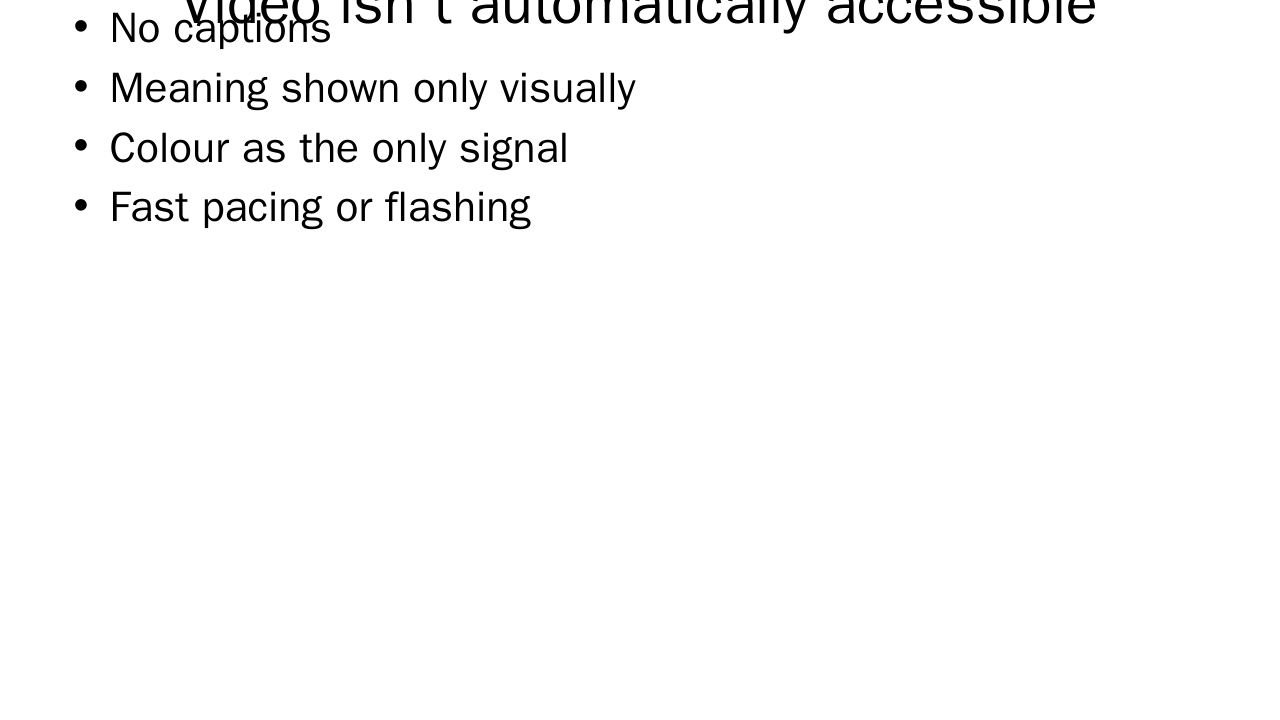 Video isn't automatically accessible
• No captions
• Meaning shown only visually
• Colour as the only signal
• Fast pacing or flashing